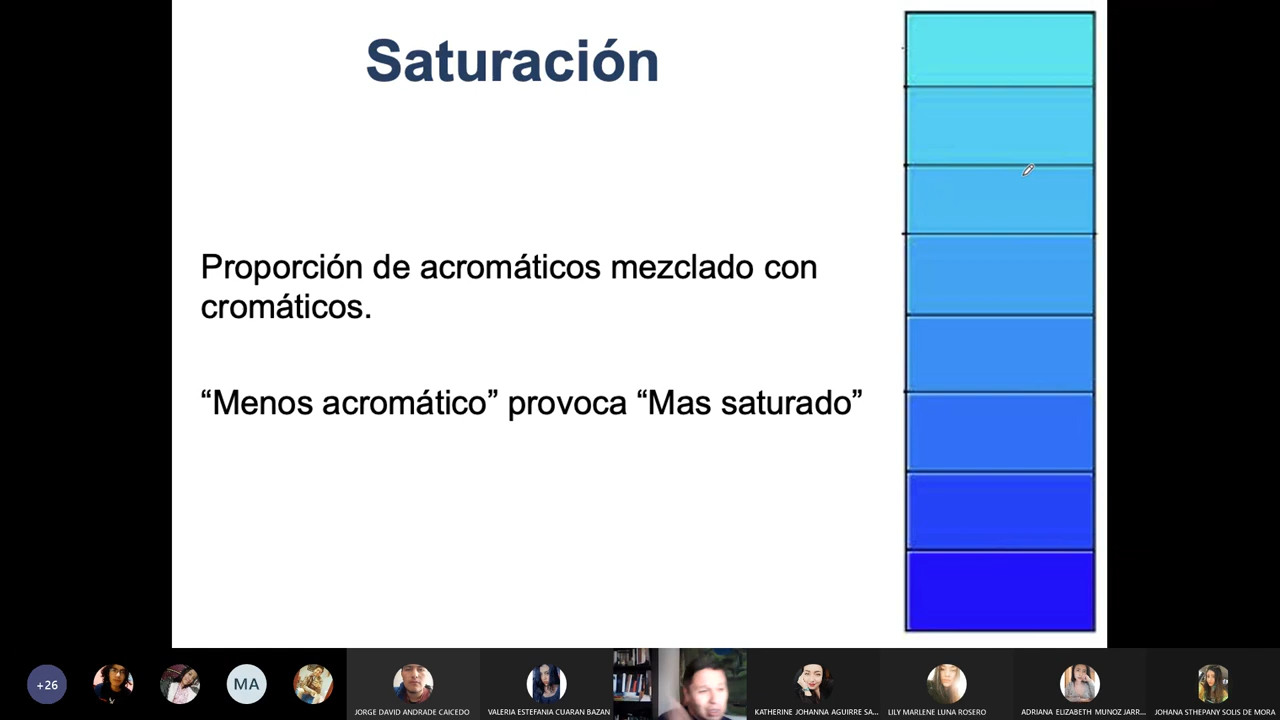 Saturación
Proporción de acromáticos mezclado con
cromáticos.
“Menos acromático” provoca “Mas saturado”
+26
MA
JORGE DAVID ANDRADE CAICEDO
VALERIA ESTEFANIA CUARAN BAZAN
KATHERINE JOHANNA AGUIRRE SA...
LILY MARLENE LUNA ROSERO
ADRIANA ELIZABETH MUNOZ JARR...
JOHANA STHEPANY SOLIS DE MORA